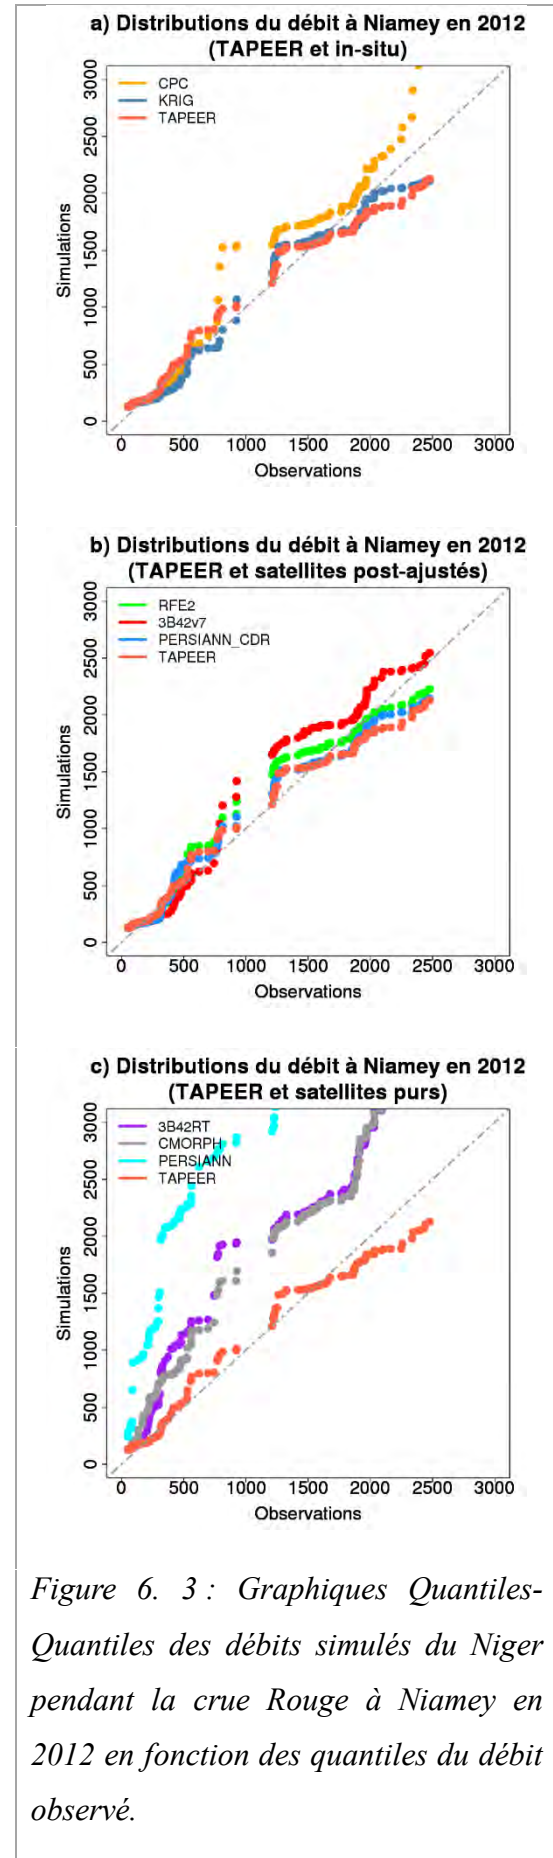 a) Distributions du débit à Niamey en 2012
(TAPEER et in-situ)
3000
2500
2000
1500
1000
500
0
Simulations
CPC
KRIG
TAPEER
0 500 1000 1500 2000 2500 3000
Observations
b) Distributions du débit à Niamey en 2012
(TAPEER et satellites post-ajustés)
3000
2500
2000
1500
1000
500
0
Simulations
RFE2
3B42v7
PERSIANN_CDR
TAPEER
0 500 1000 1500 2000 2500 3000
Observations
c) Distributions du débit à Niamey en 2012
(TAPEER et satellites purs)
3000
2500
2000
1500
1000
500
0
Simulations
3B42RT
CMORPH
PERSIANN
TAPEER
0 500 1000 1500 2000 2500 3000
Observations
Figure 6. 3 : Graphiques Quantiles-
Quantiles des débits simulés du Niger
pendant la crue Rouge à Niamey en
2012 en fonction des quantiles du débit
observé.